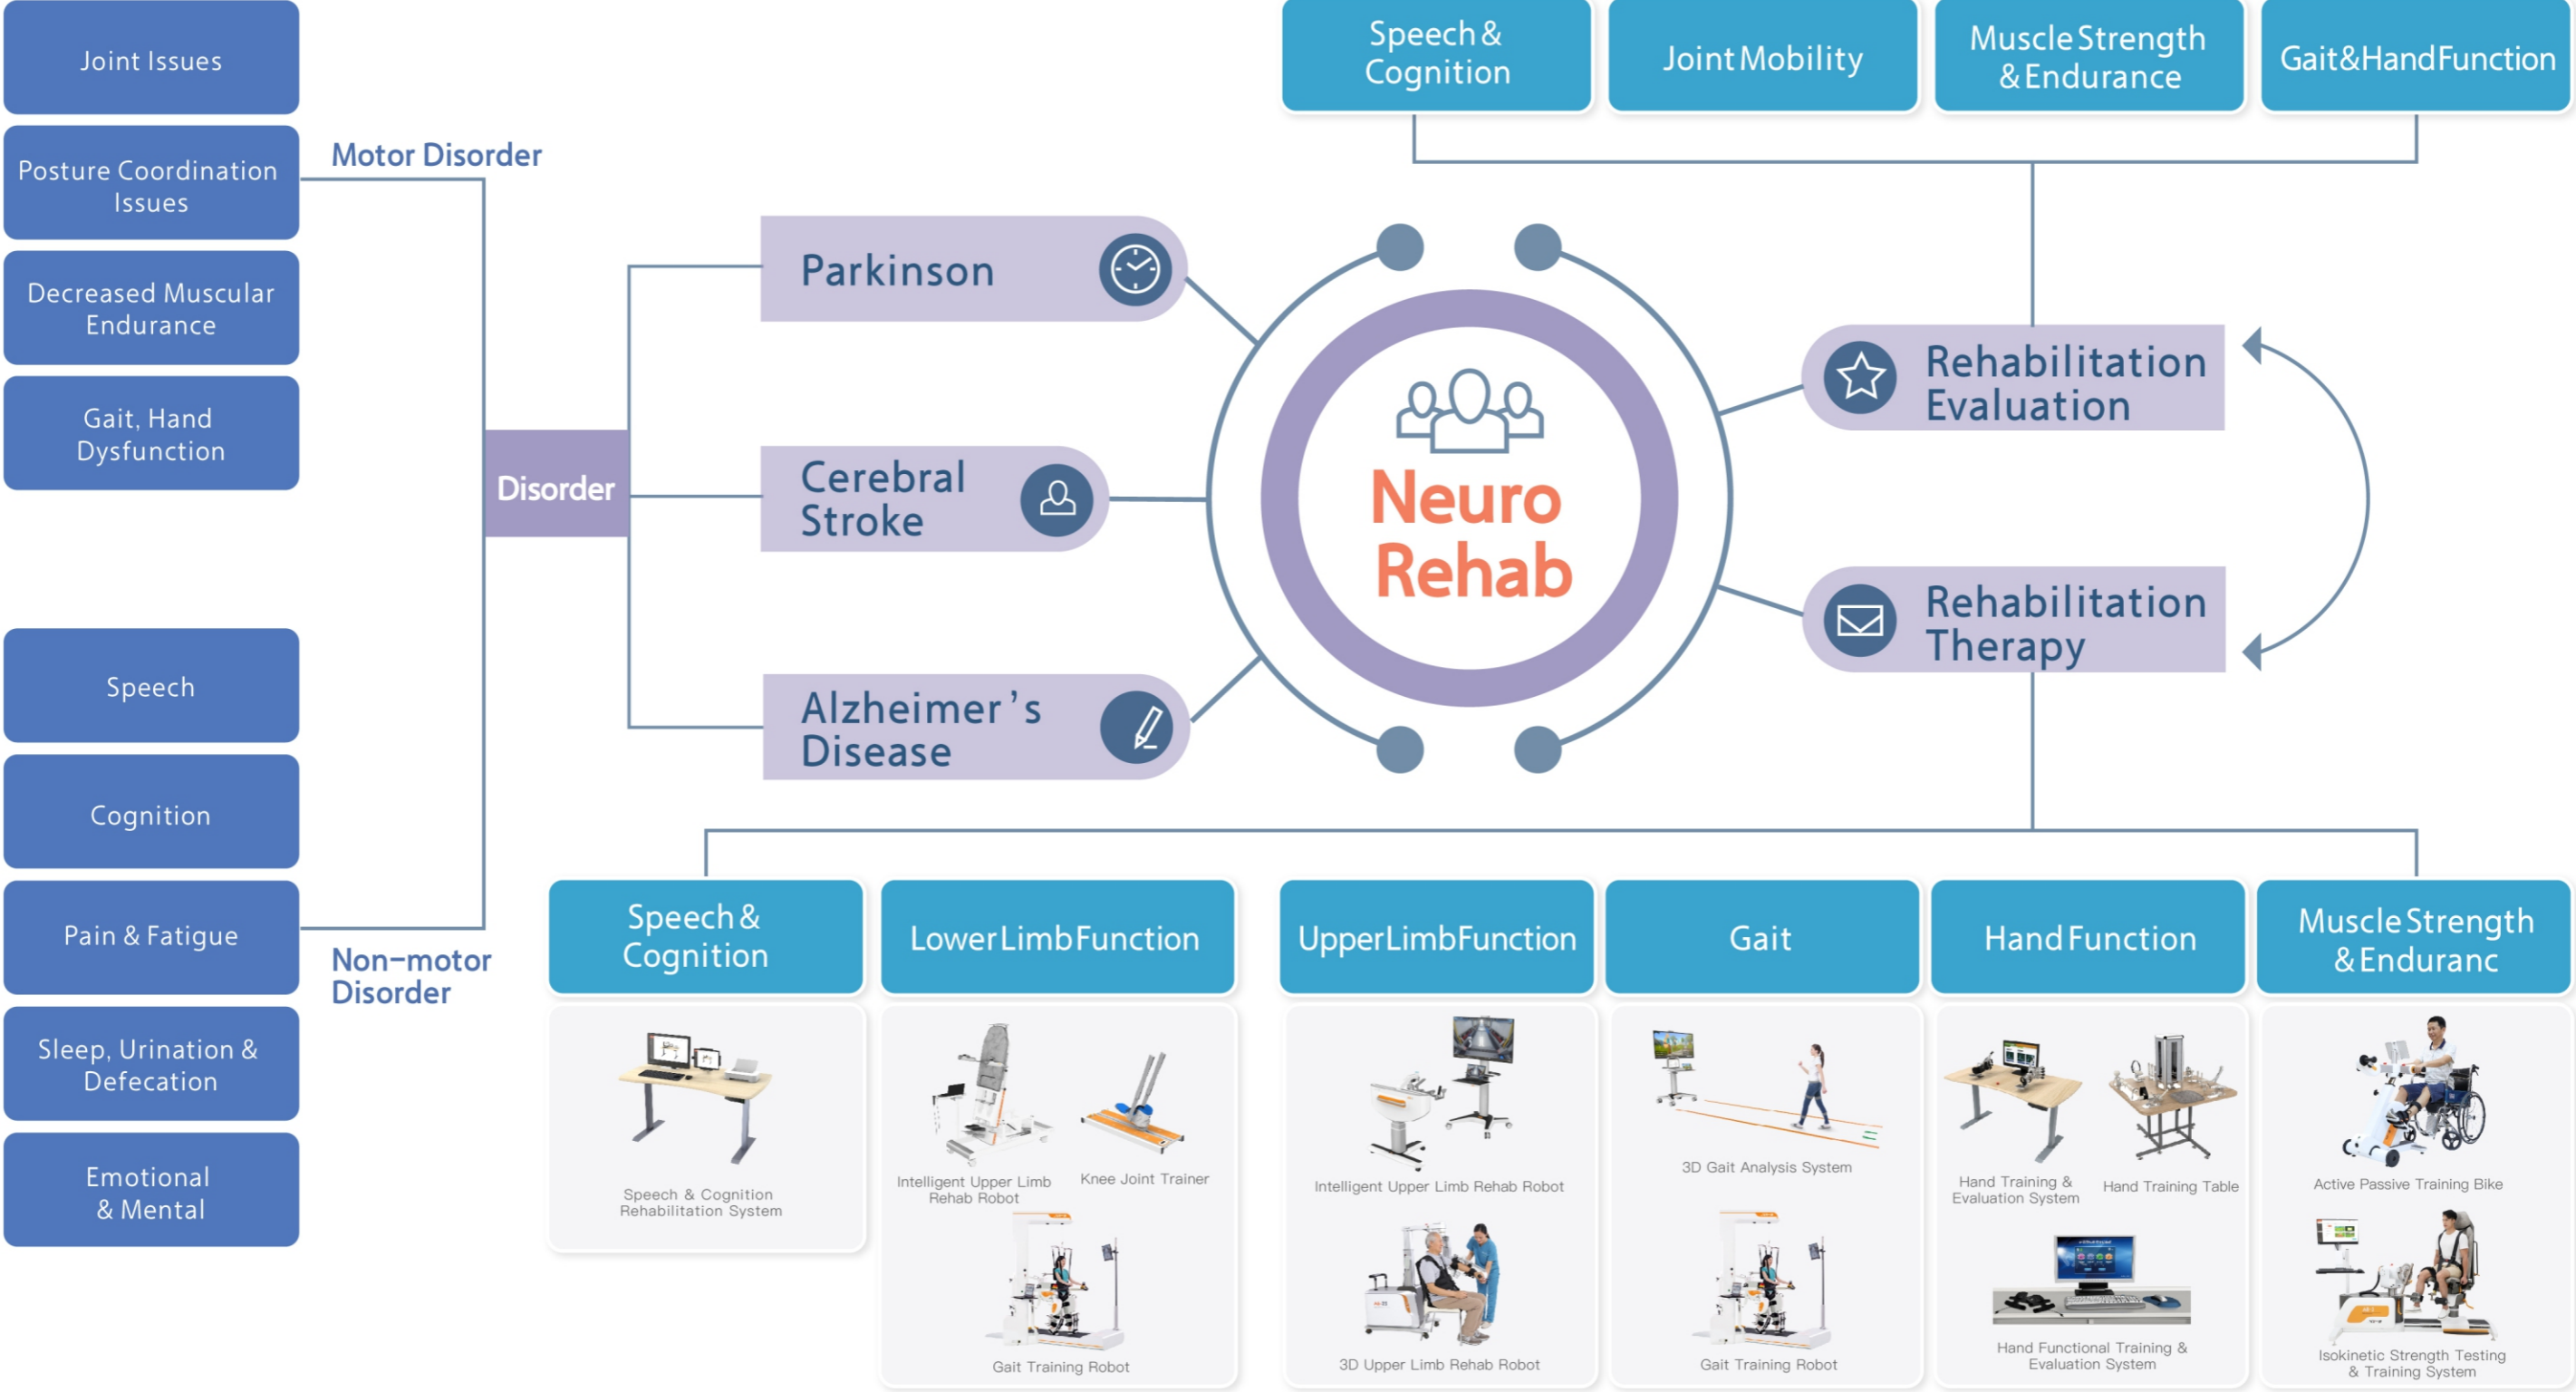 Joint Issues
Posture Coordination
Issues
Decreased Muscular
Endurance
Gait, Hand
Dysfunction
Motor Disorder
Speech
Cognition
Pain & Fatigue
Sleep, Urination &
Defecation
Emotional
& Mental
Non-motor
Disorder
Disorder
Parkinson
Cerebral
Stroke
Alzheimer's
Disease
Neuro
Rehab
Speech &
Cognition
Joint Mobility
Muscle Strength
& Endurance
Gait & Hand Function
Rehabilitation
Evaluation
Rehabilitation
Therapy
Speech &
Cognition
Speech & Cognition
Rehabilitation System
Lower Limb Function
Intelligent Upper Limb
Rehab Robot
Knee Joint Trainer
Gait Training Robot
Upper Limb Function
Intelligent Upper Limb Rehab Robot
3D Upper Limb Rehab Robot
Gait
3D Gait Analysis System
Gait Training Robot
Hand Function
Hand Training &
Evaluation System
Hand Training Table
Hand Functional Training &
Evaluation System
Muscle Strength
& Enduranc
Active Passive Training Bike
Isokinetic Strength Testing
& Training System